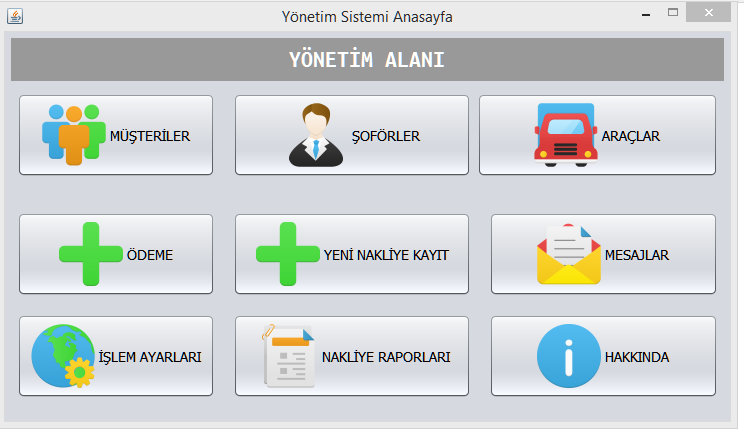 Yönetim Sistemi Anasayfa
YÖNETİM ALANI
MÜŞTERİLER
ŞOFÖRLER
ARAÇLAR
ÖDEME
YENİ NAKLİYE KAYIT
MESAJLAR
İŞLEM AYARLARI
NAKLİYE RAPORLARI
HAKKINDA